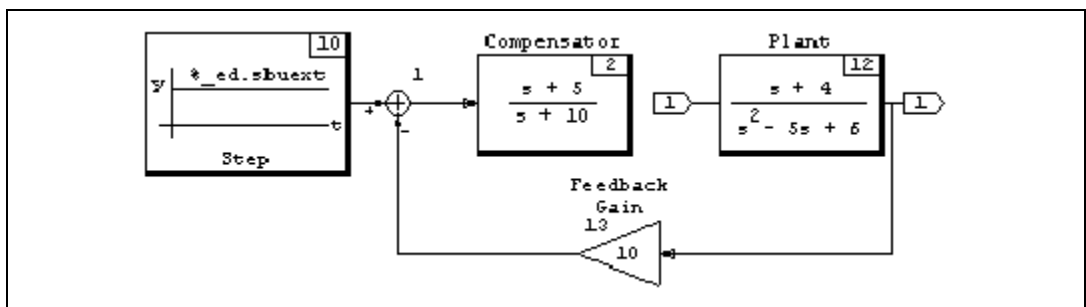 10
y
%_ed.sbuext
t
Step
1
+
-
Compensator
2
s + 5
s + 10
Plant
12
1
s + 4
s² - 5s + 6
1
Feedback
Gain
13
10